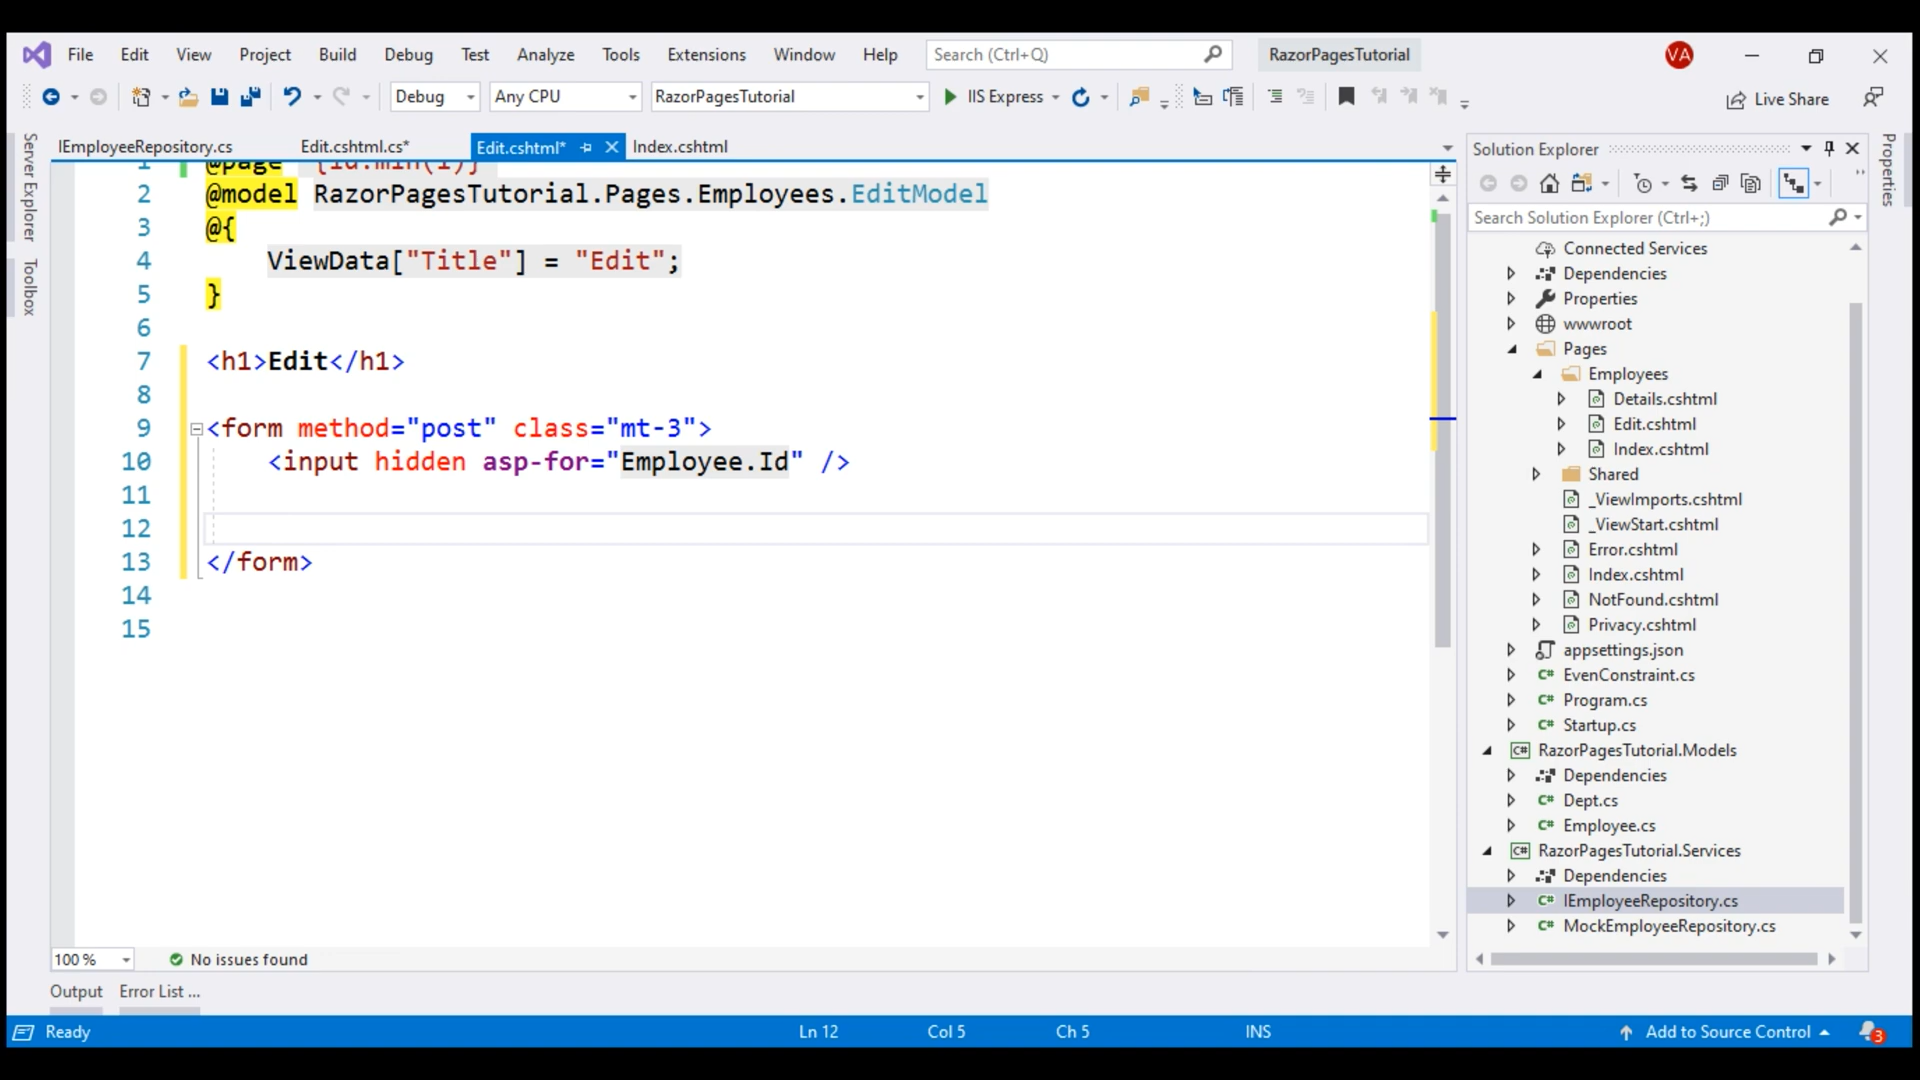 File Edit View Project Build Debug Test Analyze Tools Extensions Window Help Search (Ctrl+Q) RazorPagesTutorial VA
Debug Any CPU RazorPagesTutorial IIS Express Live Share
Server Explorer
Toolbox
IEmployeeRepository.cs Edit.cshtml.cs* Edit.cshtml* Index.cshtml
1 @page "{id:min(1)}"
2 @model RazorPagesTutorial.Pages.Employees.EditModel
3 @{
4 ViewData["Title"] = "Edit";
5 }
6
7 <h1>Edit</h1>
8
9 <form method="post" class="mt-3">
10 <input hidden asp-for="Employee.Id" />
11
12
13 </form>
14
15
100 % No issues found
Output Error List ...
Solution Explorer
Search Solution Explorer (Ctrl+;)
Connected Services
Dependencies
Properties
wwwroot
Pages
Employees
Details.cshtml
Edit.cshtml
Index.cshtml
Shared
_ViewImports.cshtml
_ViewStart.cshtml
Error.cshtml
Index.cshtml
NotFound.cshtml
Privacy.cshtml
appsettings.json
C# EvenConstraint.cs
C# Program.cs
C# Startup.cs
C# RazorPagesTutorial.Models
Dependencies
C# Dept.cs
C# Employee.cs
C# RazorPagesTutorial.Services
Dependencies
C# IEmployeeRepository.cs
C# MockEmployeeRepository.cs
Properties
Ready Ln 12 Col 5 Ch 5 INS Add to Source Control 3